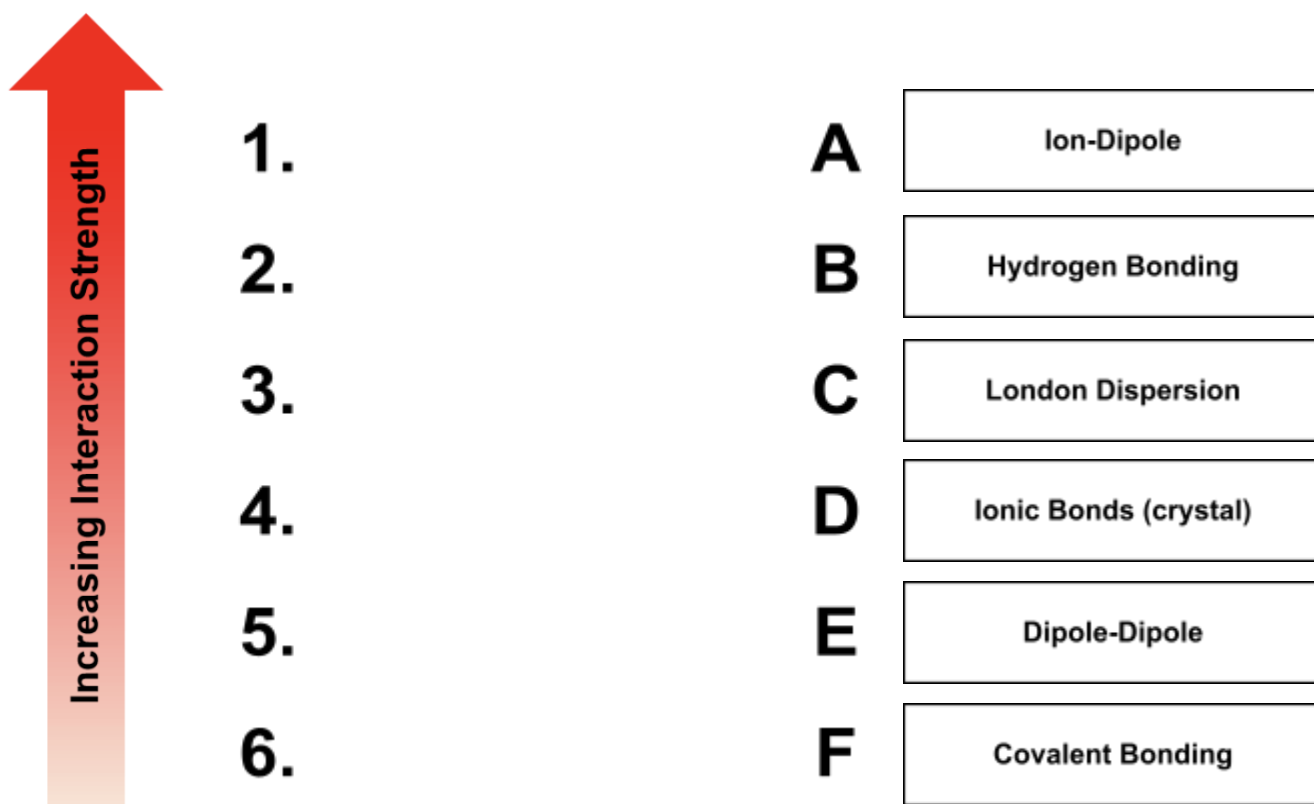 Increasing Interaction Strength
1.
A
Ion-Dipole
2.
B
Hydrogen Bonding
3.
C
London Dispersion
4.
D
Ionic Bonds (crystal)
5.
E
Dipole-Dipole
6.
F
Covalent Bonding